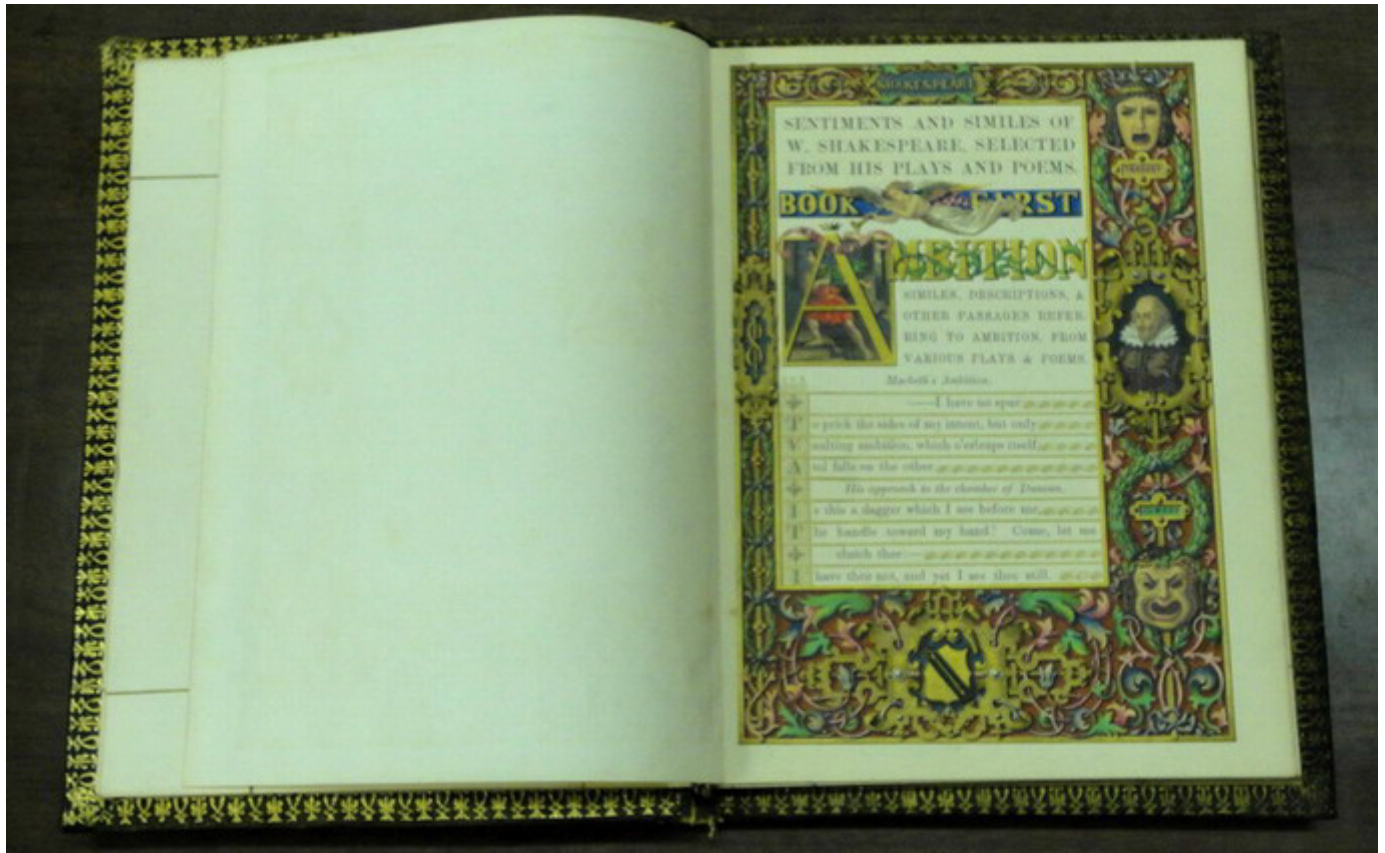 SHAKESPEARE
SENTIMENTS AND SIMILES OF
W. SHAKESPEARE, SELECTED
FROM HIS PLAYS AND POEMS.
BOOK THE FIRST
AMBITION
SIMILES, DESCRIPTIONS, &
OTHER PASSAGES REFER-
RING TO AMBITION, FROM
VARIOUS PLAYS & POEMS.
Macbeth's Ambition.
——I have no spur
To prick the sides of my intent, but only
Vaulting ambition, which o'erleaps itself,
And falls on the other
His approach to the chamber of Duncan.
Is this a dagger which I see before me,
The handle toward my hand? Come, let me
clutch thee:—
I have thee not, and yet I see thee still.
TRAGEDY
COMEDY